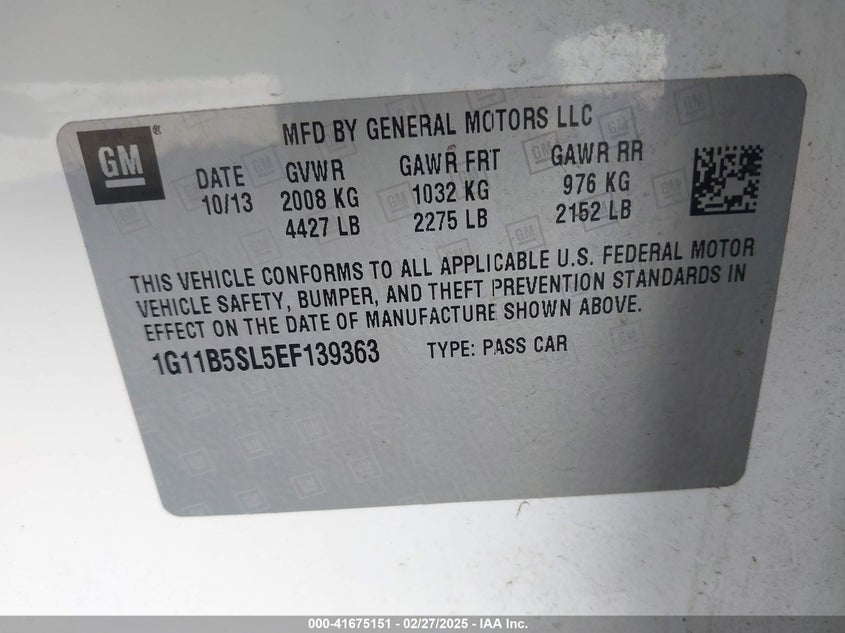 GM®
MFD BY GENERAL MOTORS LLC
DATE GVWR GAWR FRT GAWR RR
10/13 2008 KG 1032 KG 976 KG
4427 LB 2275 LB 2152 LB
THIS VEHICLE CONFORMS TO ALL APPLICABLE U.S. FEDERAL MOTOR
VEHICLE SAFETY, BUMPER, AND THEFT PREVENTION STANDARDS IN
EFFECT ON THE DATE OF MANUFACTURE SHOWN ABOVE.
1G11B5SL5EF139363 TYPE: PASS CAR
000-41675151 — 02/27/2025 — IAA Inc.